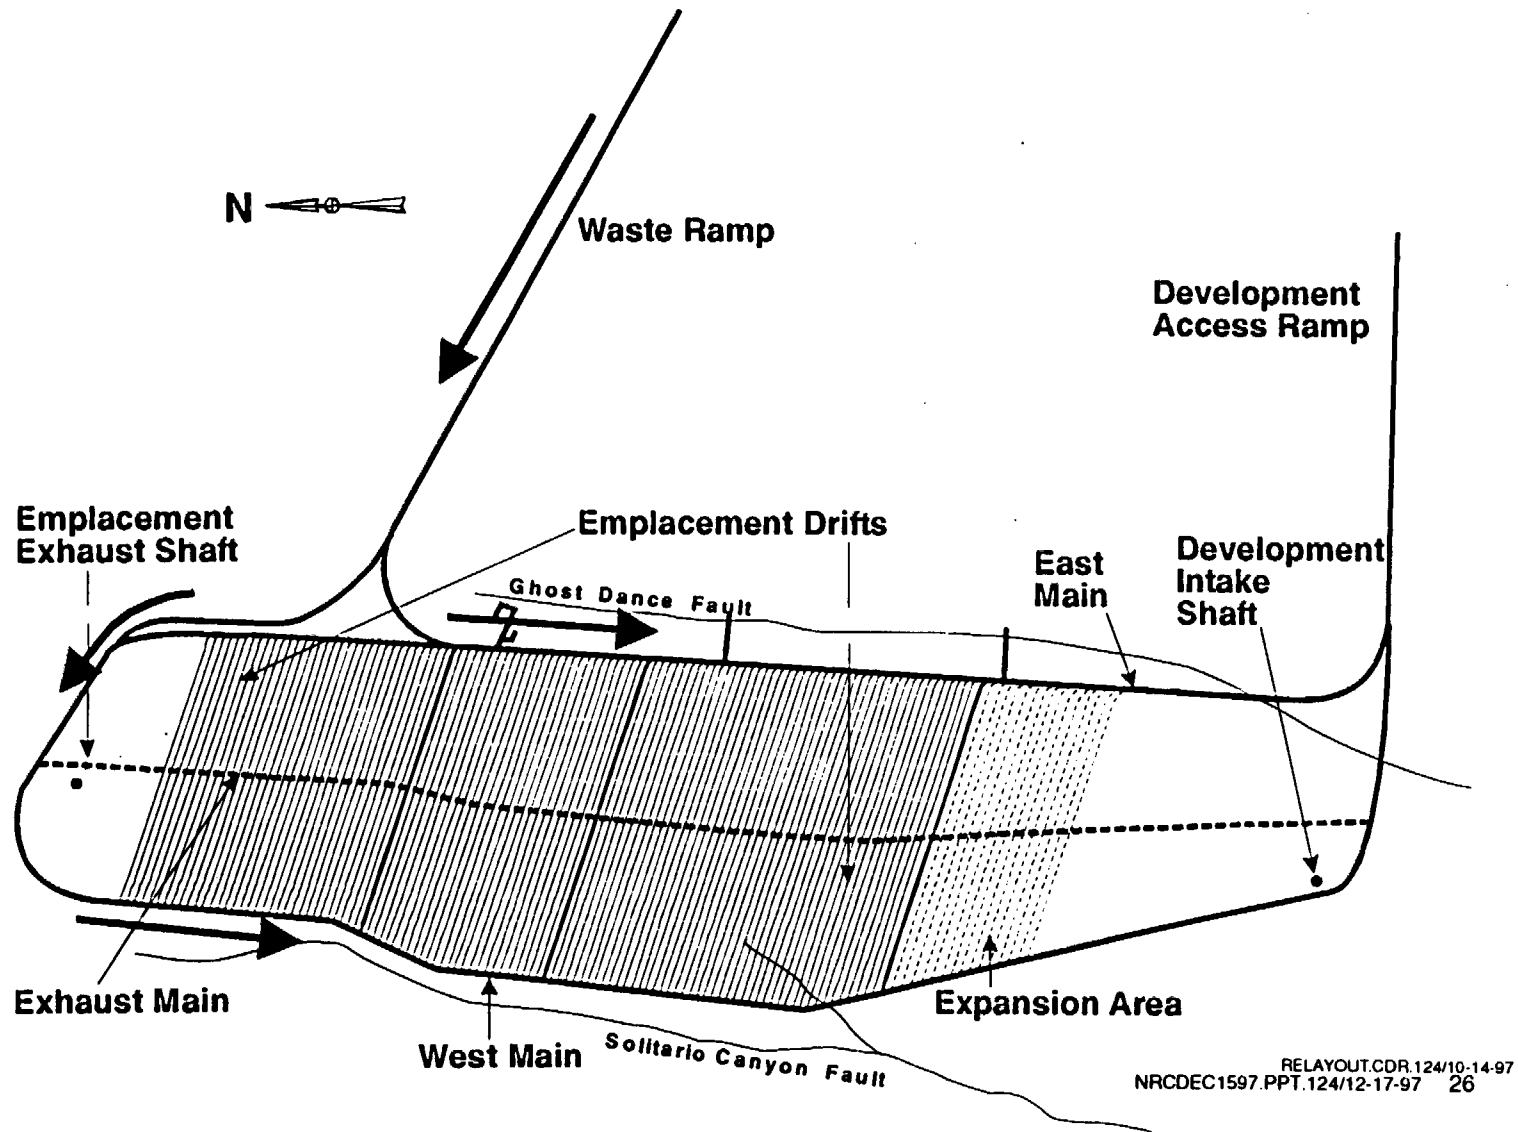 N
Waste Ramp
Development
Access Ramp
Emplacement
Exhaust Shaft
Emplacement Drifts
Ghost Dance Fault
East
Main
Development
Intake
Shaft
Exhaust Main
West Main
Solitario Canyon Fault
Expansion Area
RELAYOUT.CDR.124/10-14-97
NRCDEC1597.PPT.124/12-17-97 26